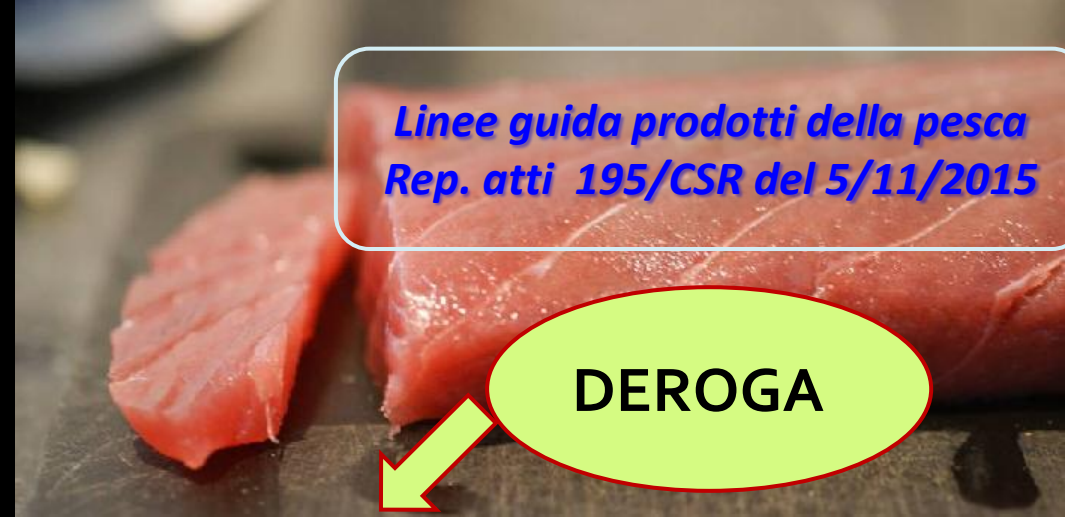 Linee guida prodotti della pesca
Rep. atti 195/CSR del 5/11/2015
DEROGA